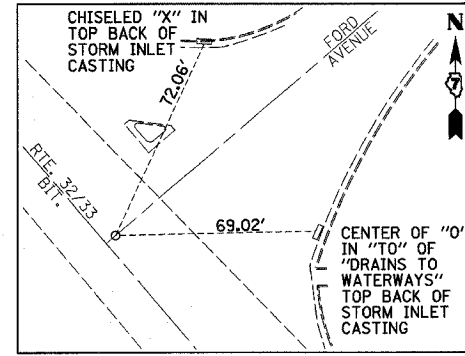 CHISELED "X" IN
TOP BACK OF
STORM INLET
CASTING
FORD
AVENUE
N
7
72.06'
RTE. 32/33
BIT.
69.02'
CENTER OF "O"
IN "TO" OF
"DRAINS TO
WATERWAYS"
TOP BACK OF
STORM INLET
CASTING